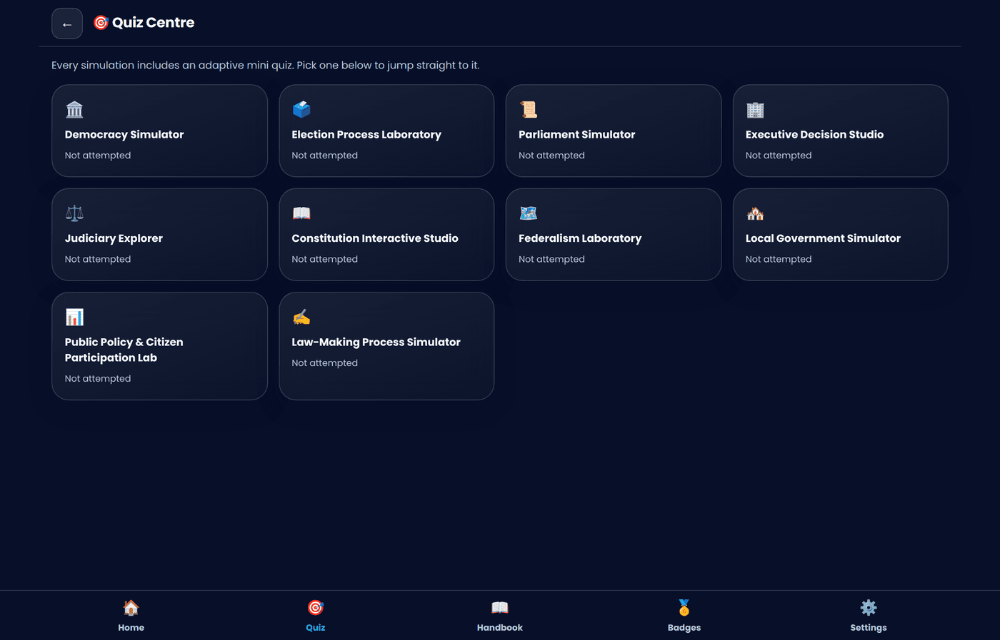 ←
🎯 Quiz Centre
Every simulation includes an adaptive mini quiz. Pick one below to jump straight to it.
Democracy Simulator
Not attempted
Election Process Laboratory
Not attempted
Parliament Simulator
Not attempted
Executive Decision Studio
Not attempted
Judiciary Explorer
Not attempted
Constitution Interactive Studio
Not attempted
Federalism Laboratory
Not attempted
Local Government Simulator
Not attempted
Public Policy & Citizen
Participation Lab
Not attempted
Law-Making Process Simulator
Not attempted
Home
Quiz
Handbook
Badges
Settings